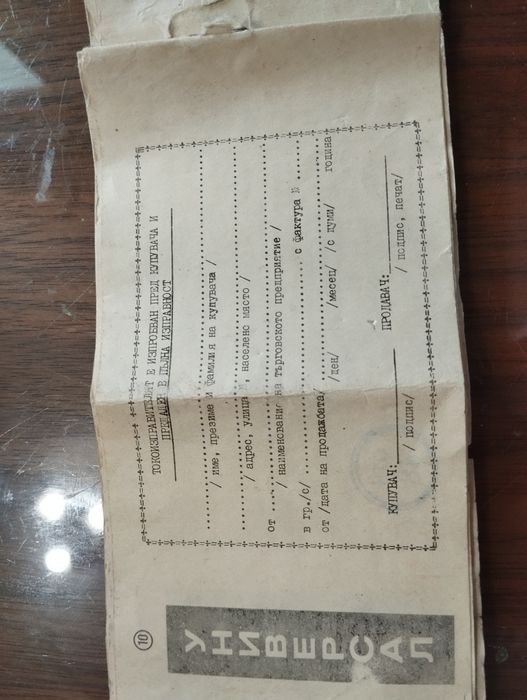 ТОКОИЗПРАВИТЕЛЯТ Е ИЗПРОБВАН ПРЕД КУПУВАЧА И
ПРЕДАДЕН В ПЪЛНА ИЗПРАВНОСТ
/ име, презиме и фамилия на купувача /
/ адрес, улица и населено място /
от
/ наименование на търговското предприятие /
в гр./с/ с фактура №
от /дата на продажбата/ година
/ден/ /месец/ /с думи/
КУПУВАЧ: ПРОДАВАЧ:
/ подпис/ / подпис, печат/
10
УНИВЕРСАЛ